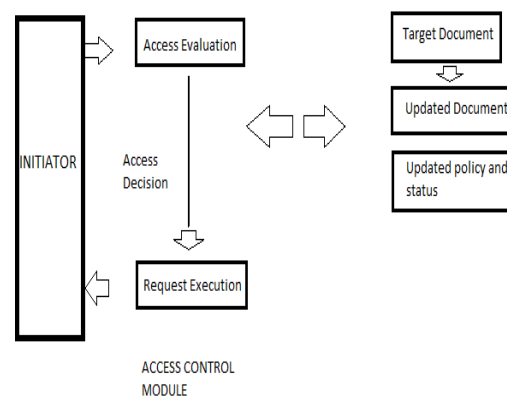 Access Evaluation
Target Document
Updated Document
INITIATOR
Access
Decision
Updated policy and
status
Request Execution
ACCESS CONTROL
MODULE